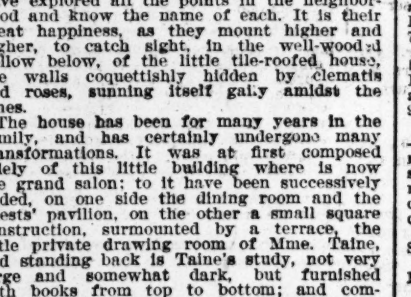 have explored all the points in the neighbor-
ood and know the name of each. It is their
eat happiness, as they mount higher and
gher, to catch sight, in the well-wooded
llow below, of the little tile-roofed house,
e walls coquettishly hidden by clematis
d roses, sunning itself gaily amidst the
nes.
The house has been for many years in the
mily, and has certainly undergone many
ansformations. It was at first composed
lely of this little building where is now
e grand salon; to it have been successively
ded, on one side the dining room and the
ests' pavilion, on the other a small square
nstruction, surmounted by a terrace, the
tle private drawing room of Mme. Taine,
d standing back is Taine's study, not very
rge and somewhat dark, but furnished
th books from top to bottom; and com-